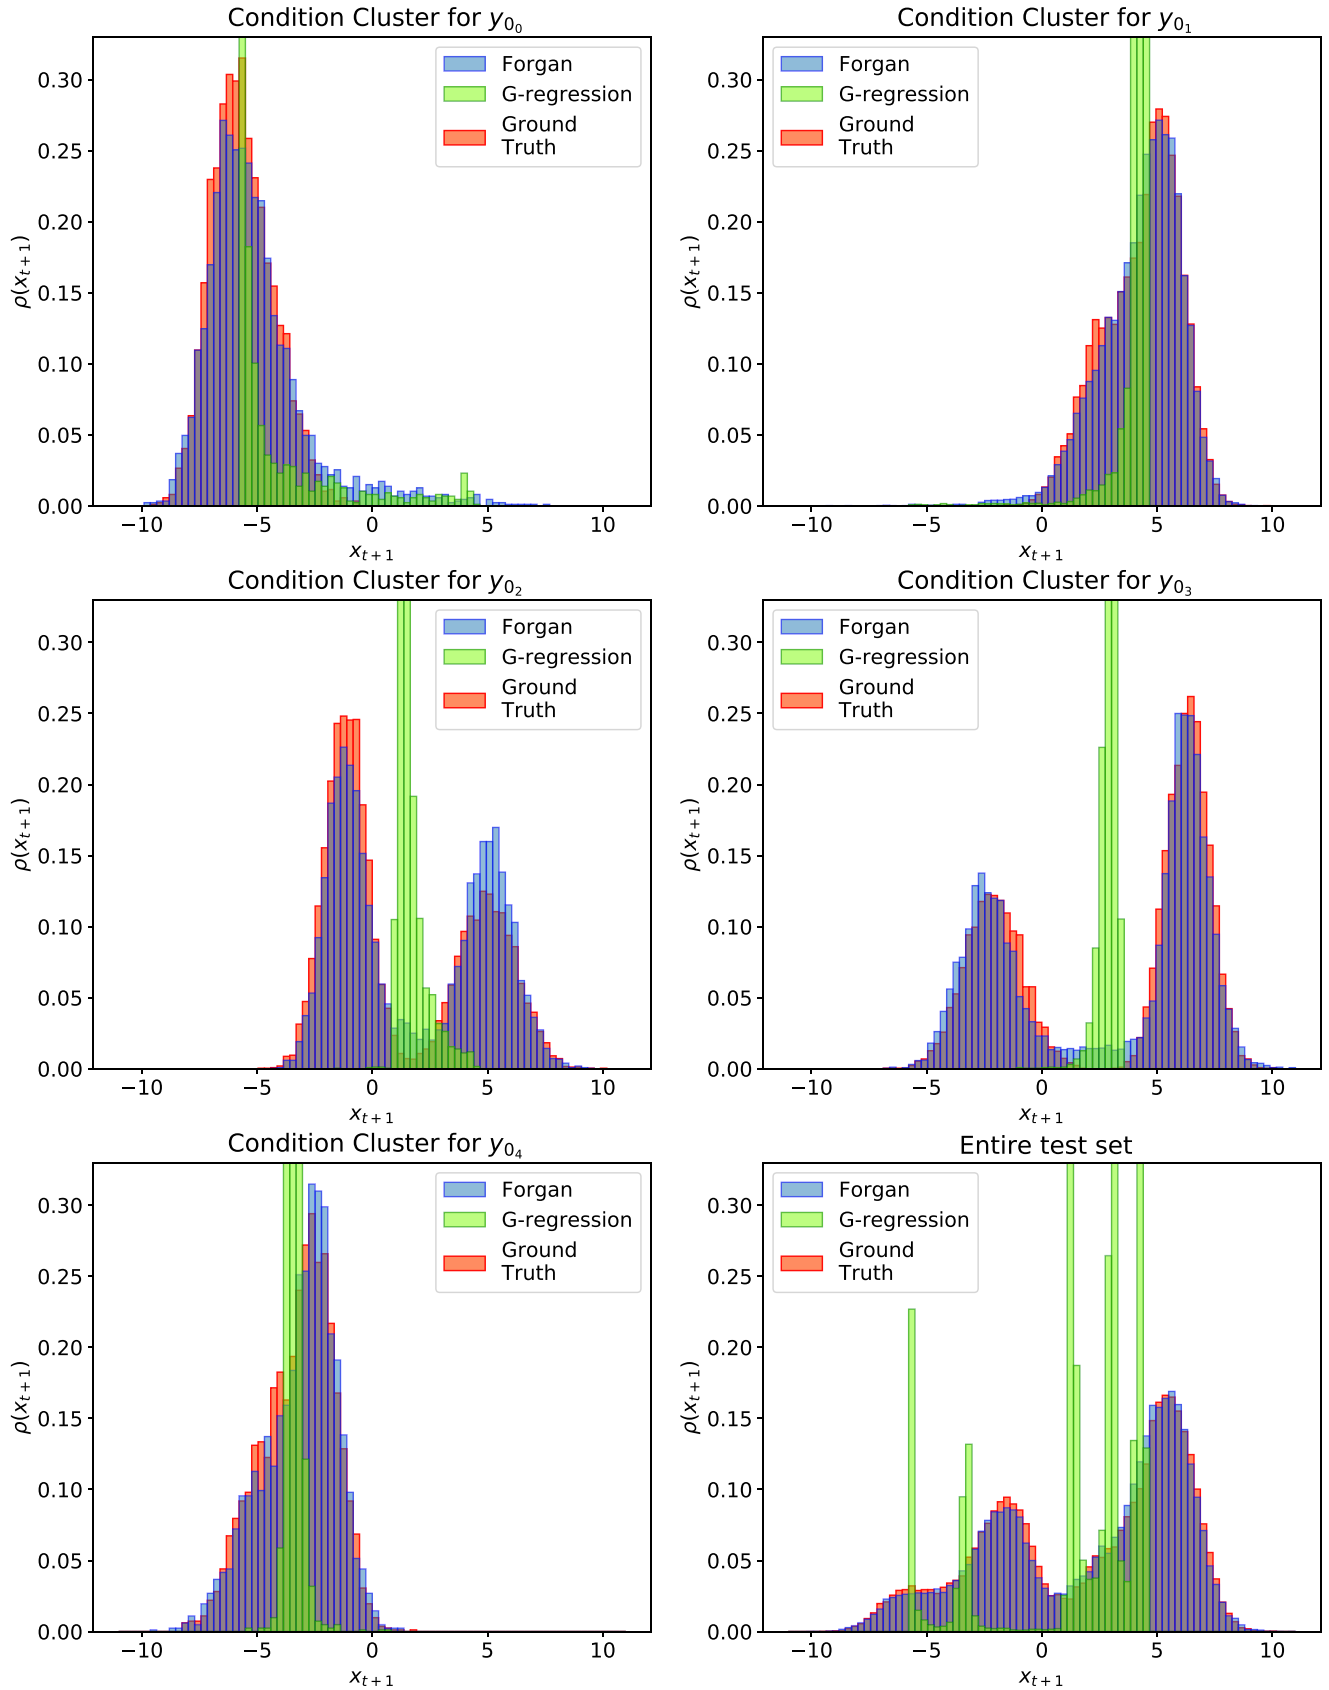 Condition Cluster for y₀₀
Forgan
G-regression
Ground
Truth
ρ(xₜ₊₁)
0.30
0.25
0.20
0.15
0.10
0.05
0.00
−10 −5 0 5 10
xₜ₊₁
Condition Cluster for y₀₁
Forgan
G-regression
Ground
Truth
ρ(xₜ₊₁)
0.30
0.25
0.20
0.15
0.10
0.05
0.00
−10 −5 0 5 10
xₜ₊₁
Condition Cluster for y₀₂
Forgan
G-regression
Ground
Truth
ρ(xₜ₊₁)
0.30
0.25
0.20
0.15
0.10
0.05
0.00
−10 −5 0 5 10
xₜ₊₁
Condition Cluster for y₀₃
Forgan
G-regression
Ground
Truth
ρ(xₜ₊₁)
0.30
0.25
0.20
0.15
0.10
0.05
0.00
−10 −5 0 5 10
xₜ₊₁
Condition Cluster for y₀₄
Forgan
G-regression
Ground
Truth
ρ(xₜ₊₁)
0.30
0.25
0.20
0.15
0.10
0.05
0.00
−10 −5 0 5 10
xₜ₊₁
Entire test set
Forgan
G-regression
Ground
Truth
ρ(xₜ₊₁)
0.30
0.25
0.20
0.15
0.10
0.05
0.00
−10 −5 0 5 10
xₜ₊₁